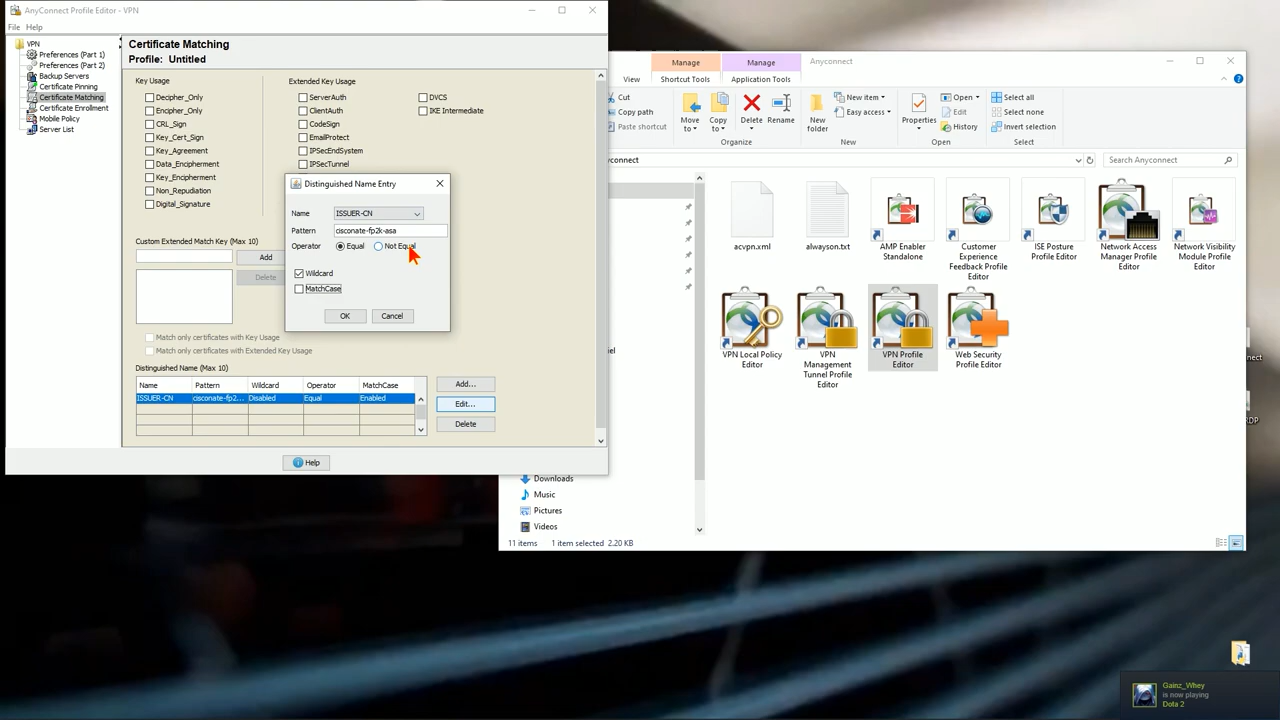 AnyConnect Profile Editor - VPN
File Help
VPN
Preferences (Part 1)
Preferences (Part 2)
Backup Servers
Certificate Pinning
Certificate Matching
Certificate Enrollment
Mobile Policy
Server List
Certificate Matching
Profile: Untitled
Key Usage
Decipher_Only
Encipher_Only
CRL_Sign
Key_Cert_Sign
Key_Agreement
Data_Encipherment
Key_Encipherment
Non_Repudiation
Digital_Signature
Extended Key Usage
ServerAuth
ClientAuth
CodeSign
EmailProtect
IPSecEndSystem
IPSecTunnel
DVCS
IKE Intermediate
Custom Extended Match Key (Max 10)
Add
Delete
Match only certificates with Key Usage
Match only certificates with Extended Key Usage
Distinguished Name (Max 10)
Name Pattern Wildcard Operator MatchCase
ISSUER-CN cisconate-fp2... Disabled Equal Enabled
Add...
Edit...
Delete
Help
Distinguished Name Entry
Name ISSUER-CN
Pattern cisconate-fp2k-asa
Operator Equal Not Equal
Wildcard
MatchCase
OK Cancel
Manage Manage Anyconnect
View Shortcut Tools Application Tools
Cut
Copy path
Paste shortcut
Move to
Copy to
Delete
Rename
Organize
New folder
New item
Easy access
New
Properties
Open
Edit
History
Open
Select all
Select none
Invert selection
Select
connect
Search Anyconnect
acvpn.xml
alwayson.txt
AMP Enabler Standalone
Customer Experience Feedback Profile Editor
ISE Posture Profile Editor
Network Access Manager Profile Editor
Network Visibility Module Profile Editor
VPN Local Policy Editor
VPN Management Tunnel Profile Editor
VPN Profile Editor
Web Security Profile Editor
Downloads
Music
Pictures
Videos
11 items 1 item selected 2.20 KB
Gainz_Whey
is now playing
Dota 2